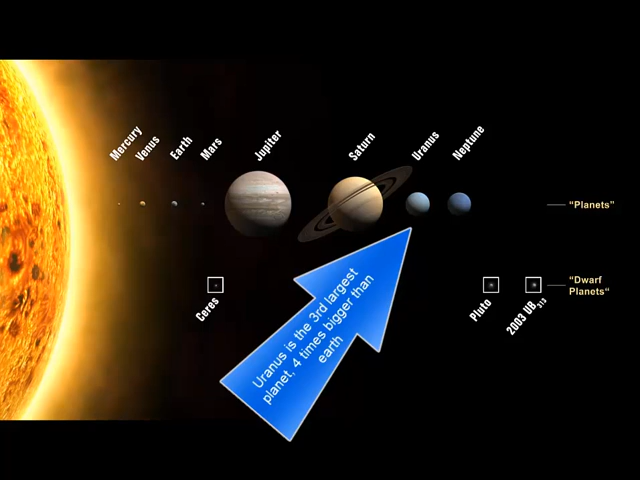 Mercury
Venus
Earth
Mars
Jupiter
Saturn
Uranus
Neptune
"Planets"
Ceres
Pluto
2003 UB313
"Dwarf
Planets"
Uranus is the 3rd largest
planet, 4 times bigger than
earth